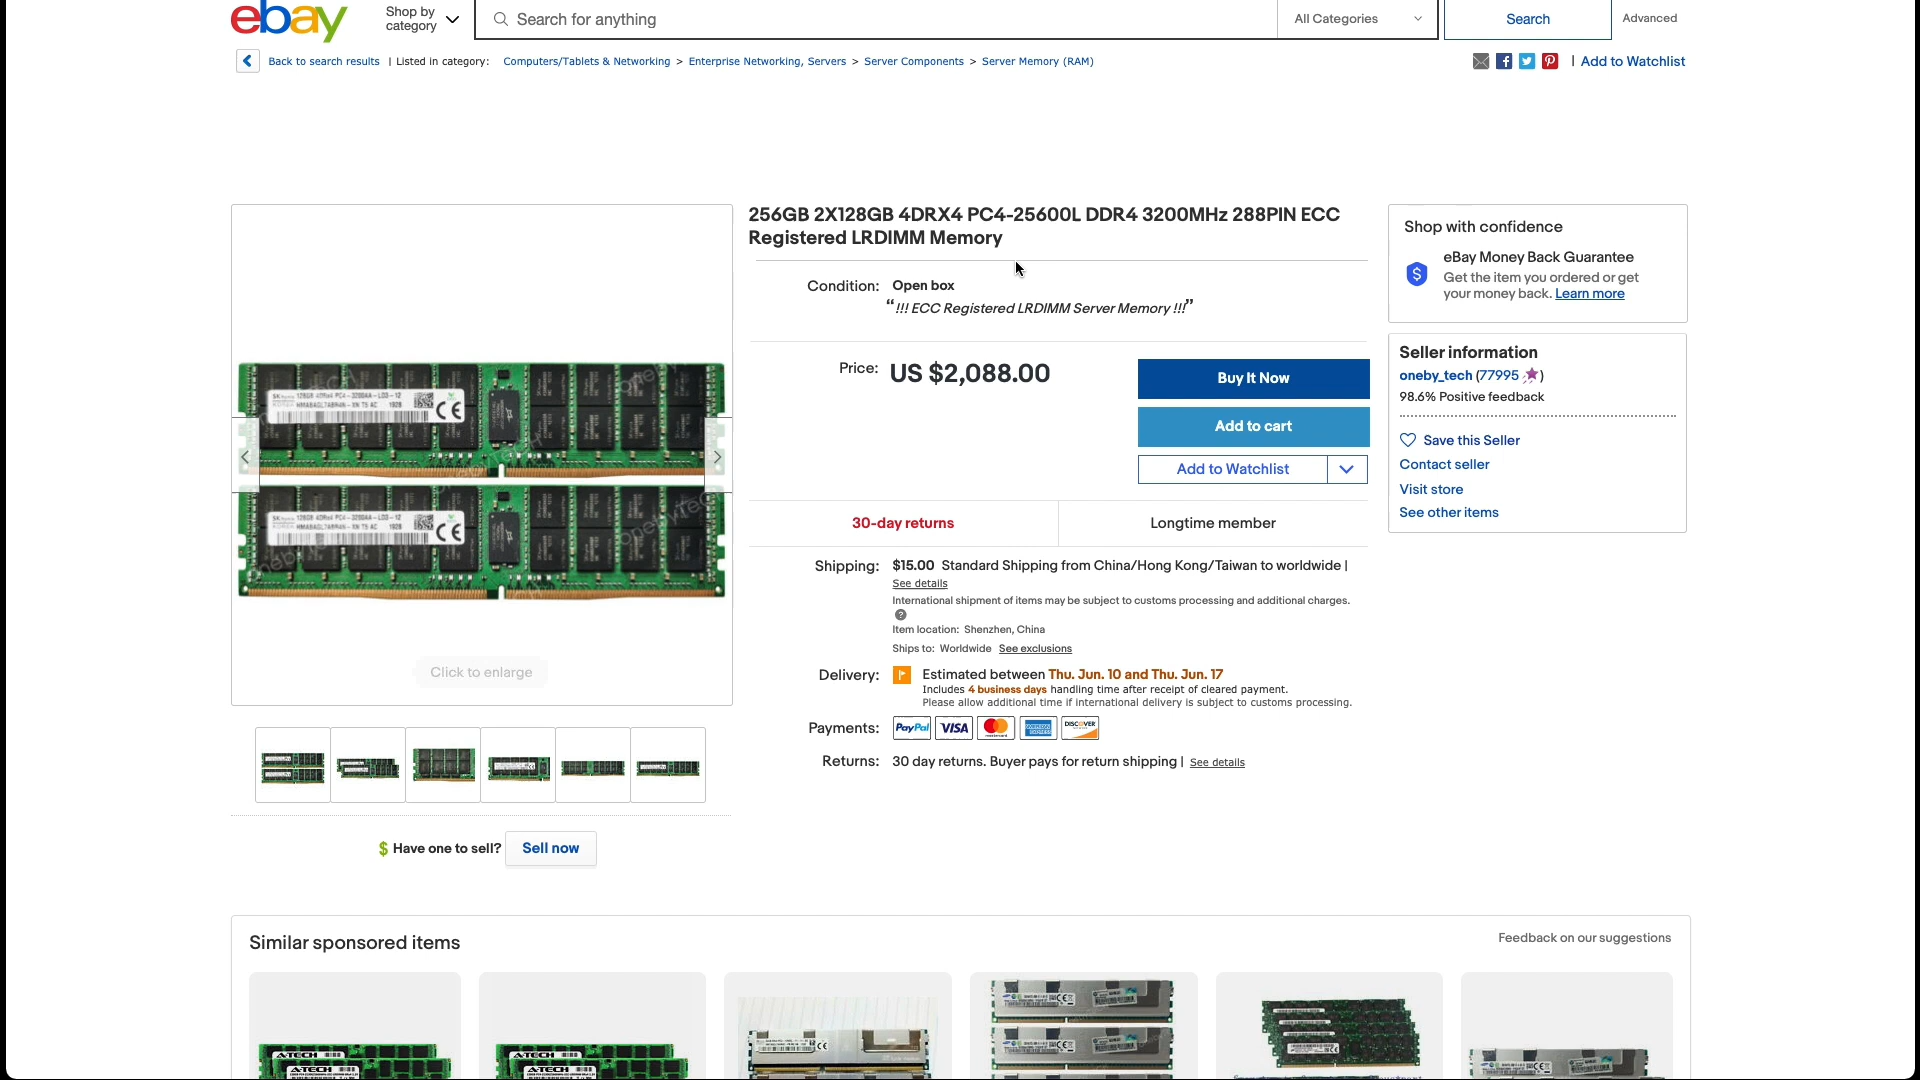 ebay
Shop by
category
Search for anything
All Categories
Search
Advanced
Back to search results | Listed in category: Computers/Tablets & Networking > Enterprise Networking, Servers > Server Components > Server Memory (RAM)
| Add to Watchlist
256GB 2X128GB 4DRX4 PC4-25600L DDR4 3200MHz 288PIN ECC
Registered LRDIMM Memory
Condition: Open box
“!!! ECC Registered LRDIMM Server Memory !!!”
Price: US $2,088.00
Buy It Now
Add to cart
Add to Watchlist
30-day returns
Longtime member
Shipping: $15.00 Standard Shipping from China/Hong Kong/Taiwan to worldwide |
See details
International shipment of items may be subject to customs processing and additional charges.
Item location: Shenzhen, China
Ships to: Worldwide See exclusions
Delivery: Estimated between Thu. Jun. 10 and Thu. Jun. 17
Includes 4 business days handling time after receipt of cleared payment.
Please allow additional time if international delivery is subject to customs processing.
Payments: PayPal VISA mastercard AMERICAN EXPRESS DISCOVER
Returns: 30 day returns. Buyer pays for return shipping | See details
Shop with confidence
eBay Money Back Guarantee
Get the item you ordered or get
your money back. Learn more
Seller information
oneby_tech (77995)
98.6% Positive feedback
Save this Seller
Contact seller
Visit store
See other items
Click to enlarge
$ Have one to sell? Sell now
Similar sponsored items
Feedback on our suggestions
A-TECH
A-TECH
A-TECH
A-TECH